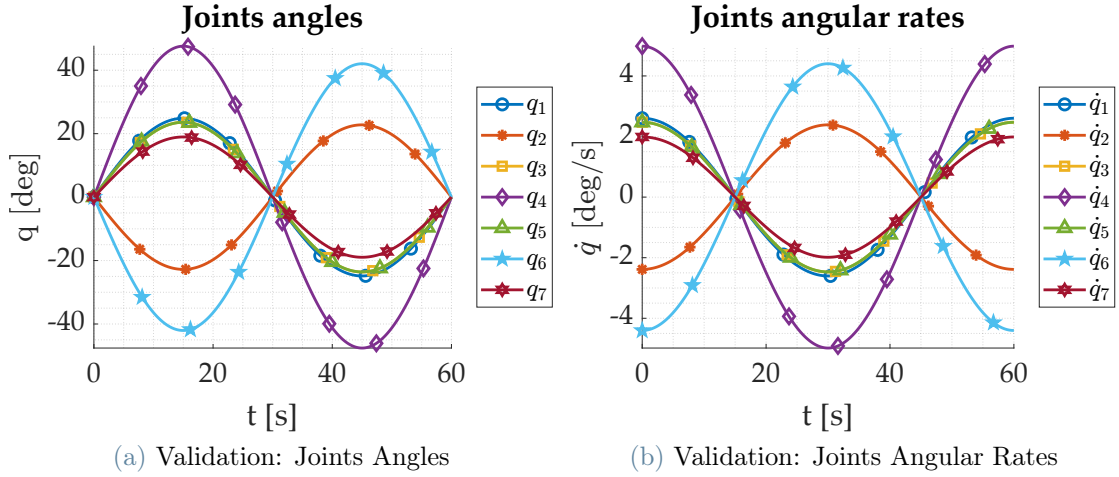 Joints angles
q [deg]
40
20
0
-20
-40
0 20 40 60
t [s]
q1
q2
q3
q4
q5
q6
q7
(a) Validation: Joints Angles
Joints angular rates
q̇ [deg/s]
4
2
0
-2
-4
0 20 40 60
t [s]
q̇1
q̇2
q̇3
q̇4
q̇5
q̇6
q̇7
(b) Validation: Joints Angular Rates